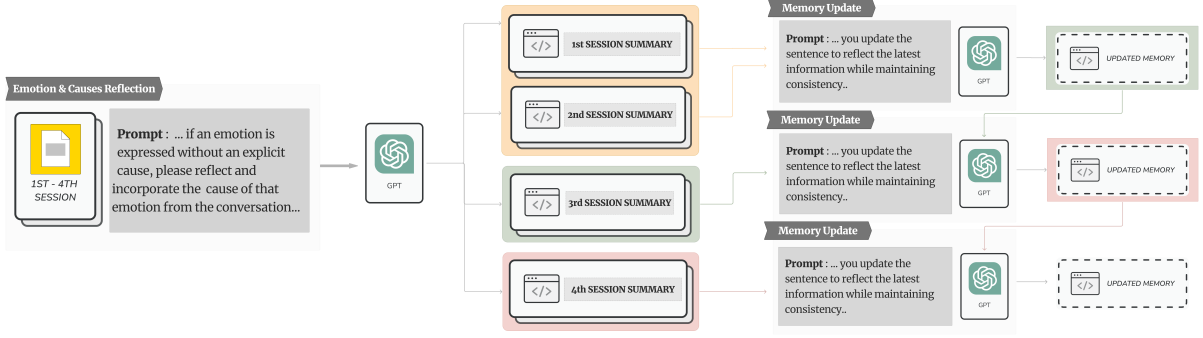 Emotion & Causes Reflection
1ST - 4TH
SESSION
Prompt : ... if an emotion is
expressed without an explicit
cause, please reflect and
incorporate the cause of that
emotion from the conversation...
GPT
</>
1st SESSION SUMMARY
</>
2nd SESSION SUMMARY
</>
3rd SESSION SUMMARY
</>
4th SESSION SUMMARY
Memory Update
Prompt : ... you update the
sentence to reflect the latest
information while maintaining
consistency..
GPT
</>
UPDATED MEMORY
Memory Update
Prompt : ... you update the
sentence to reflect the latest
information while maintaining
consistency..
GPT
</>
UPDATED MEMORY
Memory Update
Prompt : ... you update the
sentence to reflect the latest
information while maintaining
consistency..
GPT
</>
UPDATED MEMORY